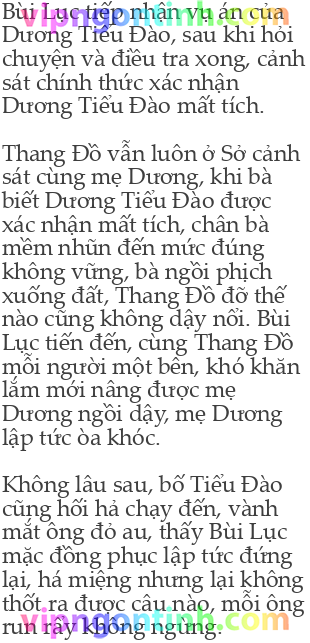 Bùi Lục tiếp nhận vụ án của
Dương Tiểu Đào, sau khi hỏi
chuyện và điều tra xong, cảnh
sát chính thức xác nhận
Dương Tiểu Đào mất tích.
Thang Đồ vẫn luôn ở Sở cảnh
sát cùng mẹ Dương, khi bà
biết Dương Tiểu Đào được
xác nhận mất tích, chân bà
mềm nhũn đến mức đúng
không vững, bà ngồi phịch
xuống đất, Thang Đồ đỡ thế
nào cũng không dậy nổi. Bùi
Lục tiến đến, cùng Thang Đồ
mỗi người một bên, khó khăn
lắm mới nâng được mẹ
Dương ngồi dậy, mẹ Dương
lập tức òa khóc.
Không lâu sau, bố Tiểu Đào
cũng hối hả chạy đến, vành
mắt ông đỏ au, thấy Bùi Lục
mặc đồng phục lập tức đứng
lại, há miệng nhưng lại không
thốt ra được câu nào, mỗi ông
run rẩy không ngừng.
vipngontinh.com
vipngontinh.com